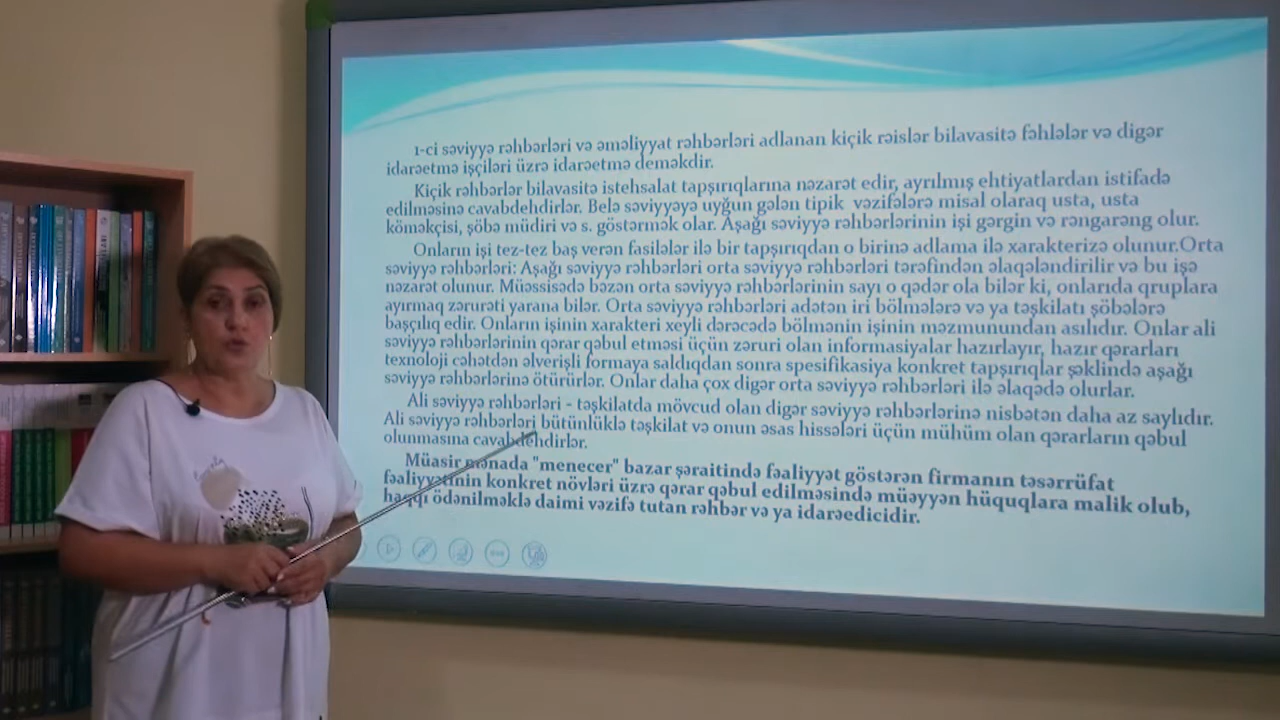 1-ci səviyyə rəhbərləri və əməliyyat rəhbərləri adlanan kiçik rəislər bilavasitə fəhlələr və digər
idarəetmə işçiləri üzrə idarəetmə deməkdir.
Kiçik rəhbərlər bilavasitə istehsalat tapşırıqlarına nəzarət edir, ayrılmış ehtiyatlardan istifadə
edilməsinə cavabdehdirlər. Belə səviyyəyə uyğun gələn tipik vəzifələrə misal olaraq usta, usta
köməkçisi, şöbə müdiri və s. göstərmək olar. Aşağı səviyyə rəhbərlərinin işi gərgin və rəngarəng olur.
Onların işi tez-tez baş verən fasilələr ilə bir tapşırıqdan o birinə adlama ilə xarakterizə olunur.Orta
səviyyə rəhbərləri: Aşağı səviyyə rəhbərləri orta səviyyə rəhbərləri tərəfindən əlaqələndirilir və bu işə
nəzarət olunur. Müəssisədə bəzən orta səviyyə rəhbərlərinin sayı o qədər ola bilər ki, onlarıda qruplara
ayırmaq zərurəti yarana bilər. Orta səviyyə rəhbərləri adətən iri bölmələrə və ya təşkilatı şöbələrə
başçılıq edir. Onların işinin xarakteri xeyli dərəcədə bölmənin işinin məzmunundan asılıdır. Onlar ali
səviyyə rəhbərlərinin qərar qəbul etməsi üçün zəruri olan informasiyalar hazırlayır, hazır qərarları
texnoloji cəhətdən əlverişli formaya saldıqdan sonra spesifikasiya konkret tapşırıqlar şəklində aşağı
səviyyə rəhbərlərinə ötürürlər. Onlar daha çox digər orta səviyyə rəhbərləri ilə əlaqədə olurlar.
Ali səviyyə rəhbərləri - təşkilatda mövcud olan digər səviyyə rəhbərlərinə nisbətən daha az saylıdır.
Ali səviyyə rəhbərləri bütünlüklə təşkilat və onun əsas hissələri üçün mühüm olan qərarların qəbul
olunmasına cavabdehdirlər.
Müasir mənada "menecer" bazar şəraitində fəaliyyət göstərən firmanın təsərrüfat
fəaliyyətinin konkret növləri üzrə qərar qəbul edilməsində müəyyən hüquqlara malik olub,
haqqı ödənilməklə daimi vəzifə tutan rəhbər və ya idarəedicidir.